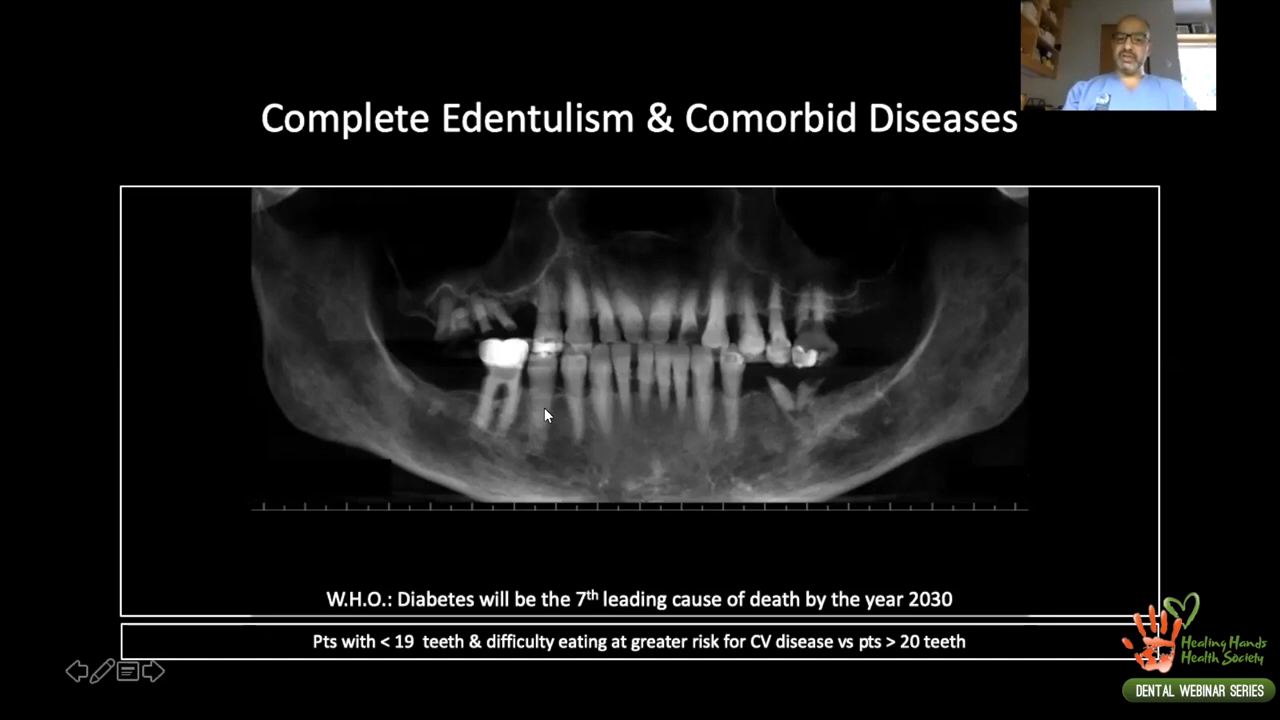 Complete Edentulism & Comorbid Diseases
W.H.O.: Diabetes will be the 7th leading cause of death by the year 2030
Pts with < 19 teeth & difficulty eating at greater risk for CV disease vs pts > 20 teeth
Healing Hands
Health Society
DENTAL WEBINAR SERIES